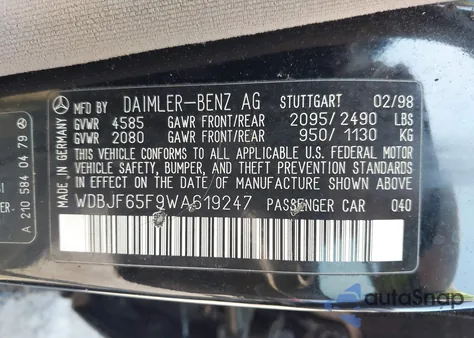 MFD BY DAIMLER-BENZ AG STUTTGART 02/98
GVWR 4585 GAWR FRONT/REAR 2095/2490 LBS
GVWR 2080 GAWR FRONT/REAR 950/1130 KG
THIS VEHICLE CONFORMS TO ALL APPLICABLE U.S. FEDERAL MOTOR
VEHICLE SAFETY, BUMPER, AND THEFT PREVENTION STANDARDS IN
EFFECT ON THE DATE OF MANUFACTURE SHOWN ABOVE.
WDBJF65F9WA619247 PASSENGER CAR 040
MADE IN GERMANY
A 210 584 04 79
autoSnap